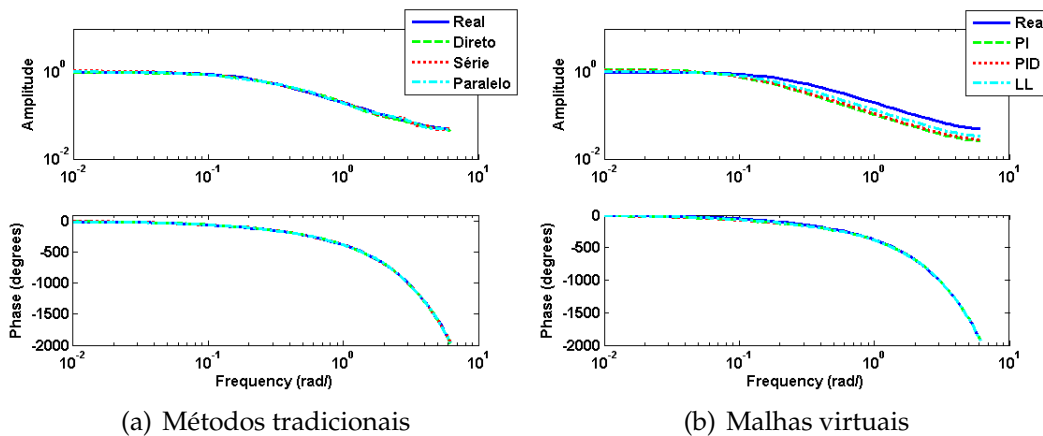 Real
Direto
Série
Paralelo
Amplitude
10^0
10^-2
10^-2
10^-1
10^0
10^1
Phase (degrees)
0
-500
-1000
-1500
-2000
10^-2
10^-1
10^0
10^1
Frequency (rad/)
(a) Métodos tradicionais
Real
PI
PID
LL
Amplitude
10^0
10^-2
10^-2
10^-1
10^0
10^1
Phase (degrees)
0
-500
-1000
-1500
-2000
10^-2
10^-1
10^0
10^1
Frequency (rad/)
(b) Malhas virtuais